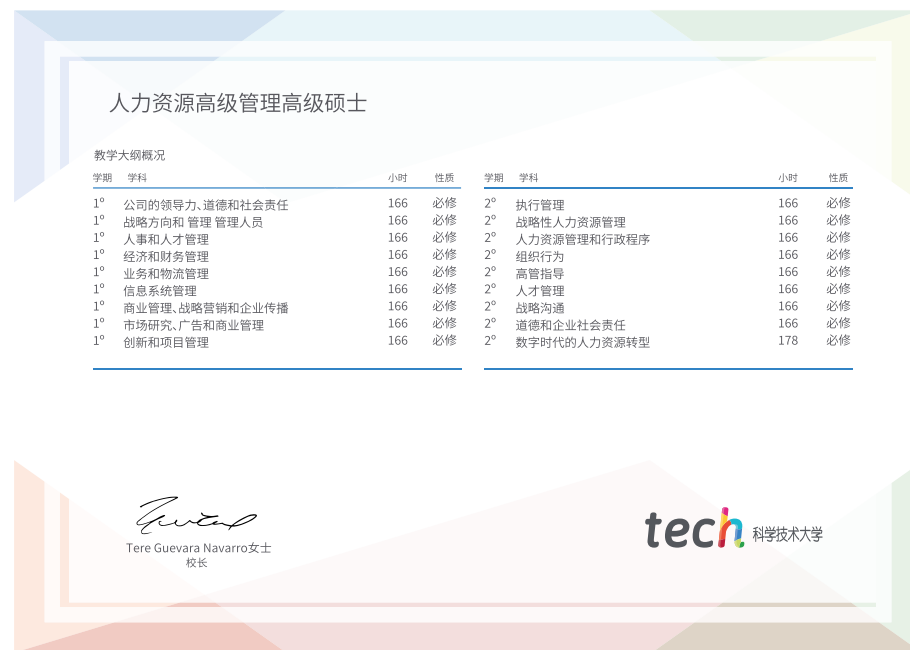 人力资源高级管理高级硕士
教学大纲概况
学期 学科 小时 性质
1º 公司的领导力、道德和社会责任 166 必修
1º 战略方向和 管理 管理人员 166 必修
1º 人事和人才管理 166 必修
1º 经济和财务管理 166 必修
1º 业务和物流管理 166 必修
1º 信息系统管理 166 必修
1º 商业管理、战略营销和企业传播 166 必修
1º 市场研究、广告和商业管理 166 必修
1º 创新和项目管理 166 必修
学期 学科 小时 性质
2º 执行管理 166 必修
2º 战略性人力资源管理 166 必修
2º 人力资源管理和行政程序 166 必修
2º 组织行为 166 必修
2º 高管指导 166 必修
2º 人才管理 166 必修
2º 战略沟通 166 必修
2º 道德和企业社会责任 166 必修
2º 数字时代的人力资源转型 178 必修
Tere Guevara Navarro女士
校长
tech 科学技术大学